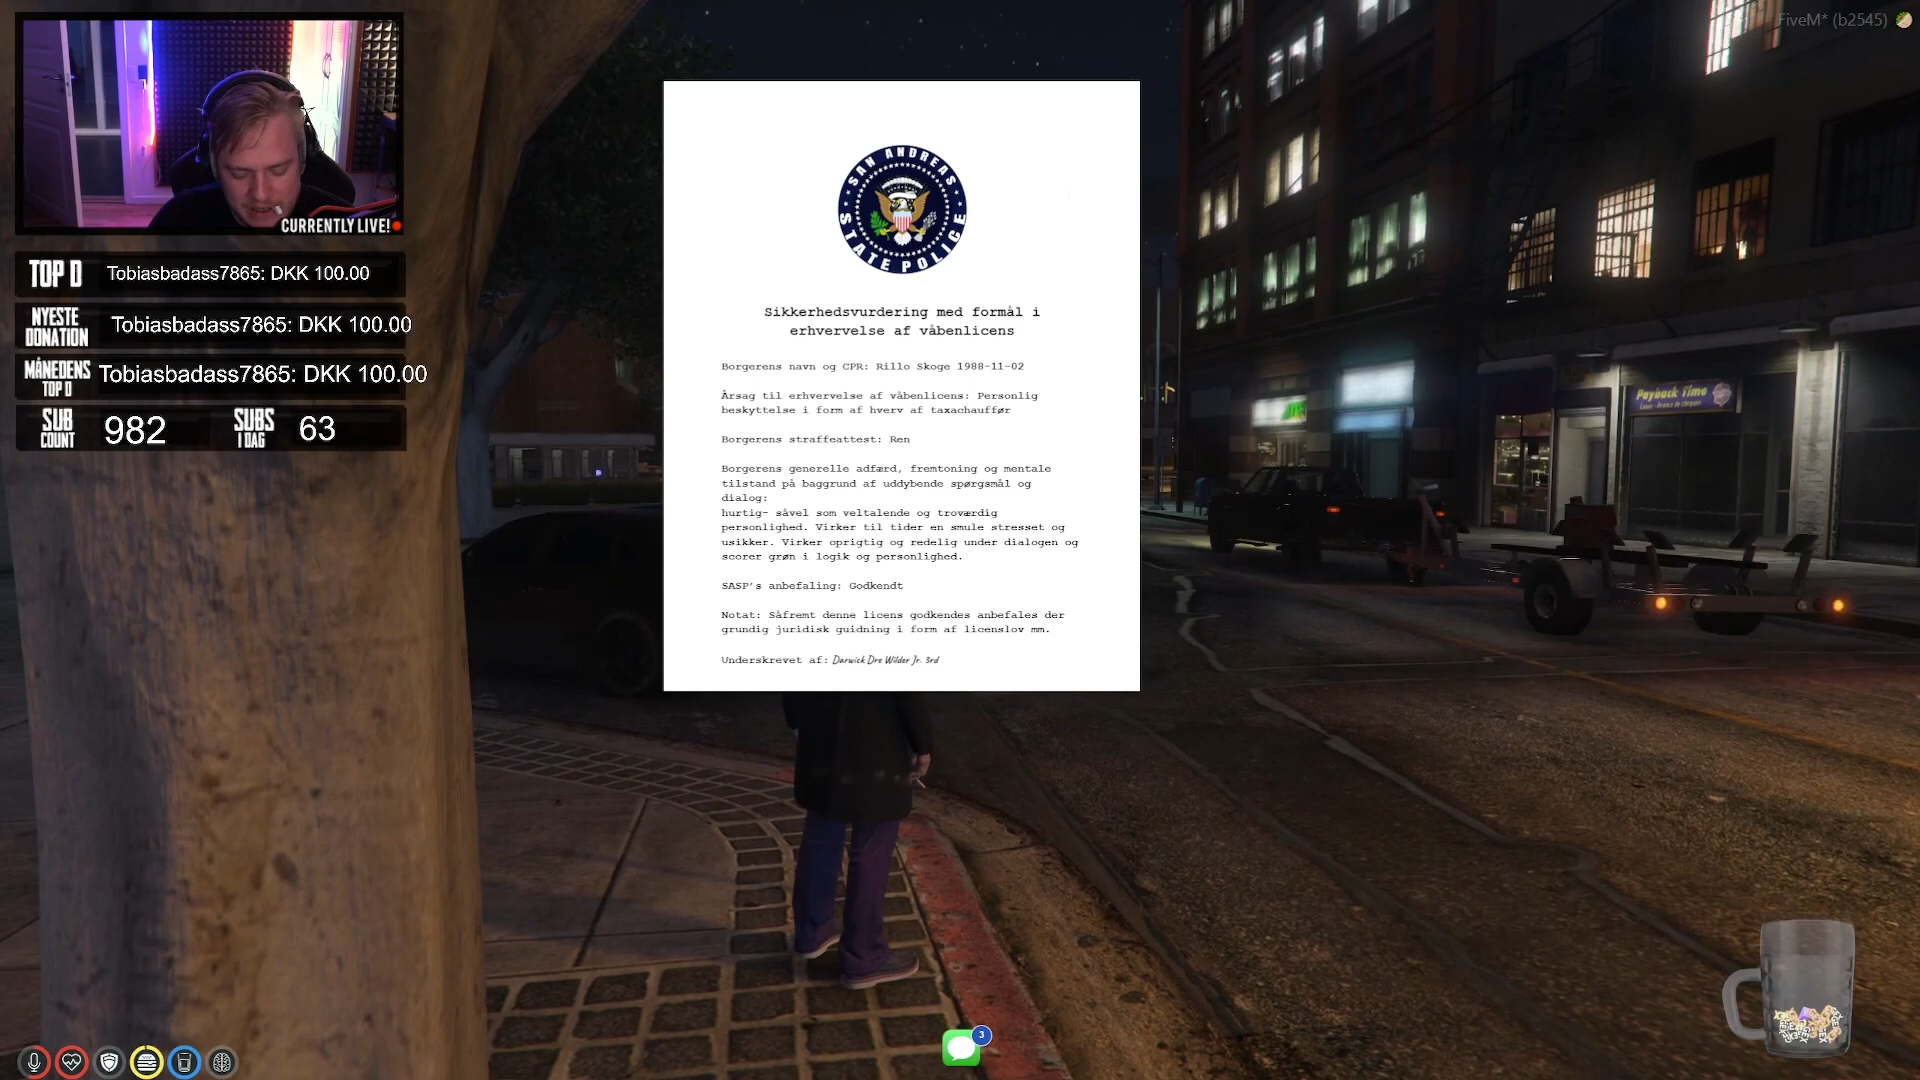 FiveM* (b2545)
CURRENTLY LIVE!
TOP D
Tobiasbadass7865: DKK 100.00
NYESTE DONATION
Tobiasbadass7865: DKK 100.00
MÅNEDENS TOP D
Tobiasbadass7865: DKK 100.00
SUB COUNT
982
SUBS I DAG
63
SAN ANDREAS
STATE POLICE
Sikkerhedsvurdering med formål i
erhvervelse af våbenlicens
Borgerens navn og CPR: Rillo Skoge 1988-11-02
Årsag til erhvervelse af våbenlicens: Personlig
beskyttelse i form af hverv af taxachauffør
Borgerens straffeattest: Ren
Borgerens generelle adfærd, fremtoning og mentale
tilstand på baggrund af uddybende spørgsmål og
dialog:
hurtig- såvel som veltalende og troværdig
personlighed. Virker til tider en smule stresset og
usikker. Virker oprigtig og redelig under dialogen og
scorer grøn i logik og personlighed.
SASP's anbefaling: Godkendt
Notat: Såfremt denne licens godkendes anbefales der
grundig juridisk guidning i form af licenslov mm.
Underskrevet af: Darwick Dre Wilder Jr. 3rd
Payback Time
3